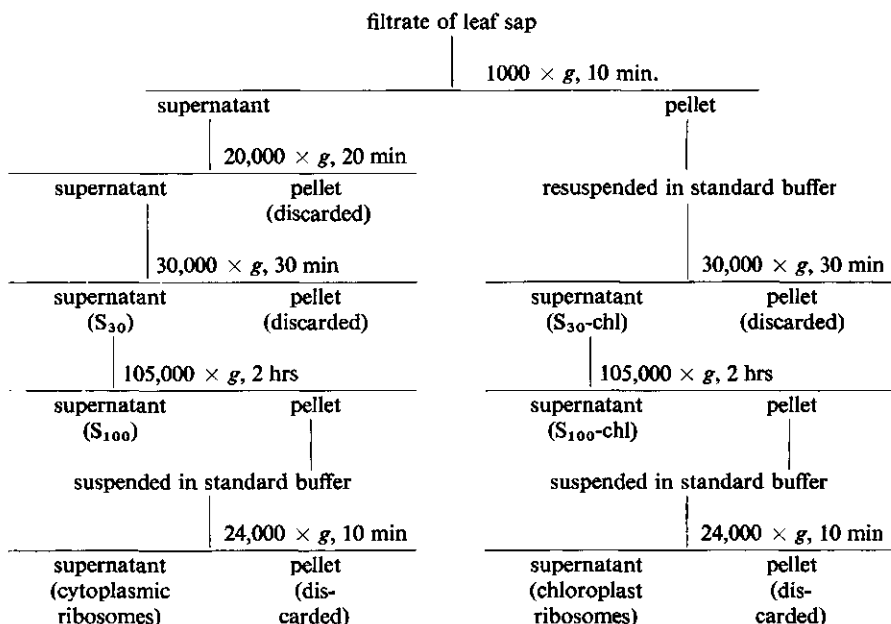 filtrate of leaf sap
1000 × g, 10 min.
supernatant pellet
20,000 × g, 20 min
supernatant pellet resuspended in standard buffer
(discarded)
30,000 × g, 30 min 30,000 × g, 30 min
supernatant pellet supernatant pellet
(S₃₀) (discarded) (S₃₀-chl) (discarded)
105,000 × g, 2 hrs 105,000 × g, 2 hrs
supernatant pellet supernatant pellet
(S₁₀₀) (S₁₀₀-chl)
suspended in standard buffer suspended in standard buffer
24,000 × g, 10 min 24,000 × g, 10 min
supernatant pellet supernatant pellet
(cytoplasmic (dis- (chloroplast (dis-
ribosomes) carded) ribosomes) carded)